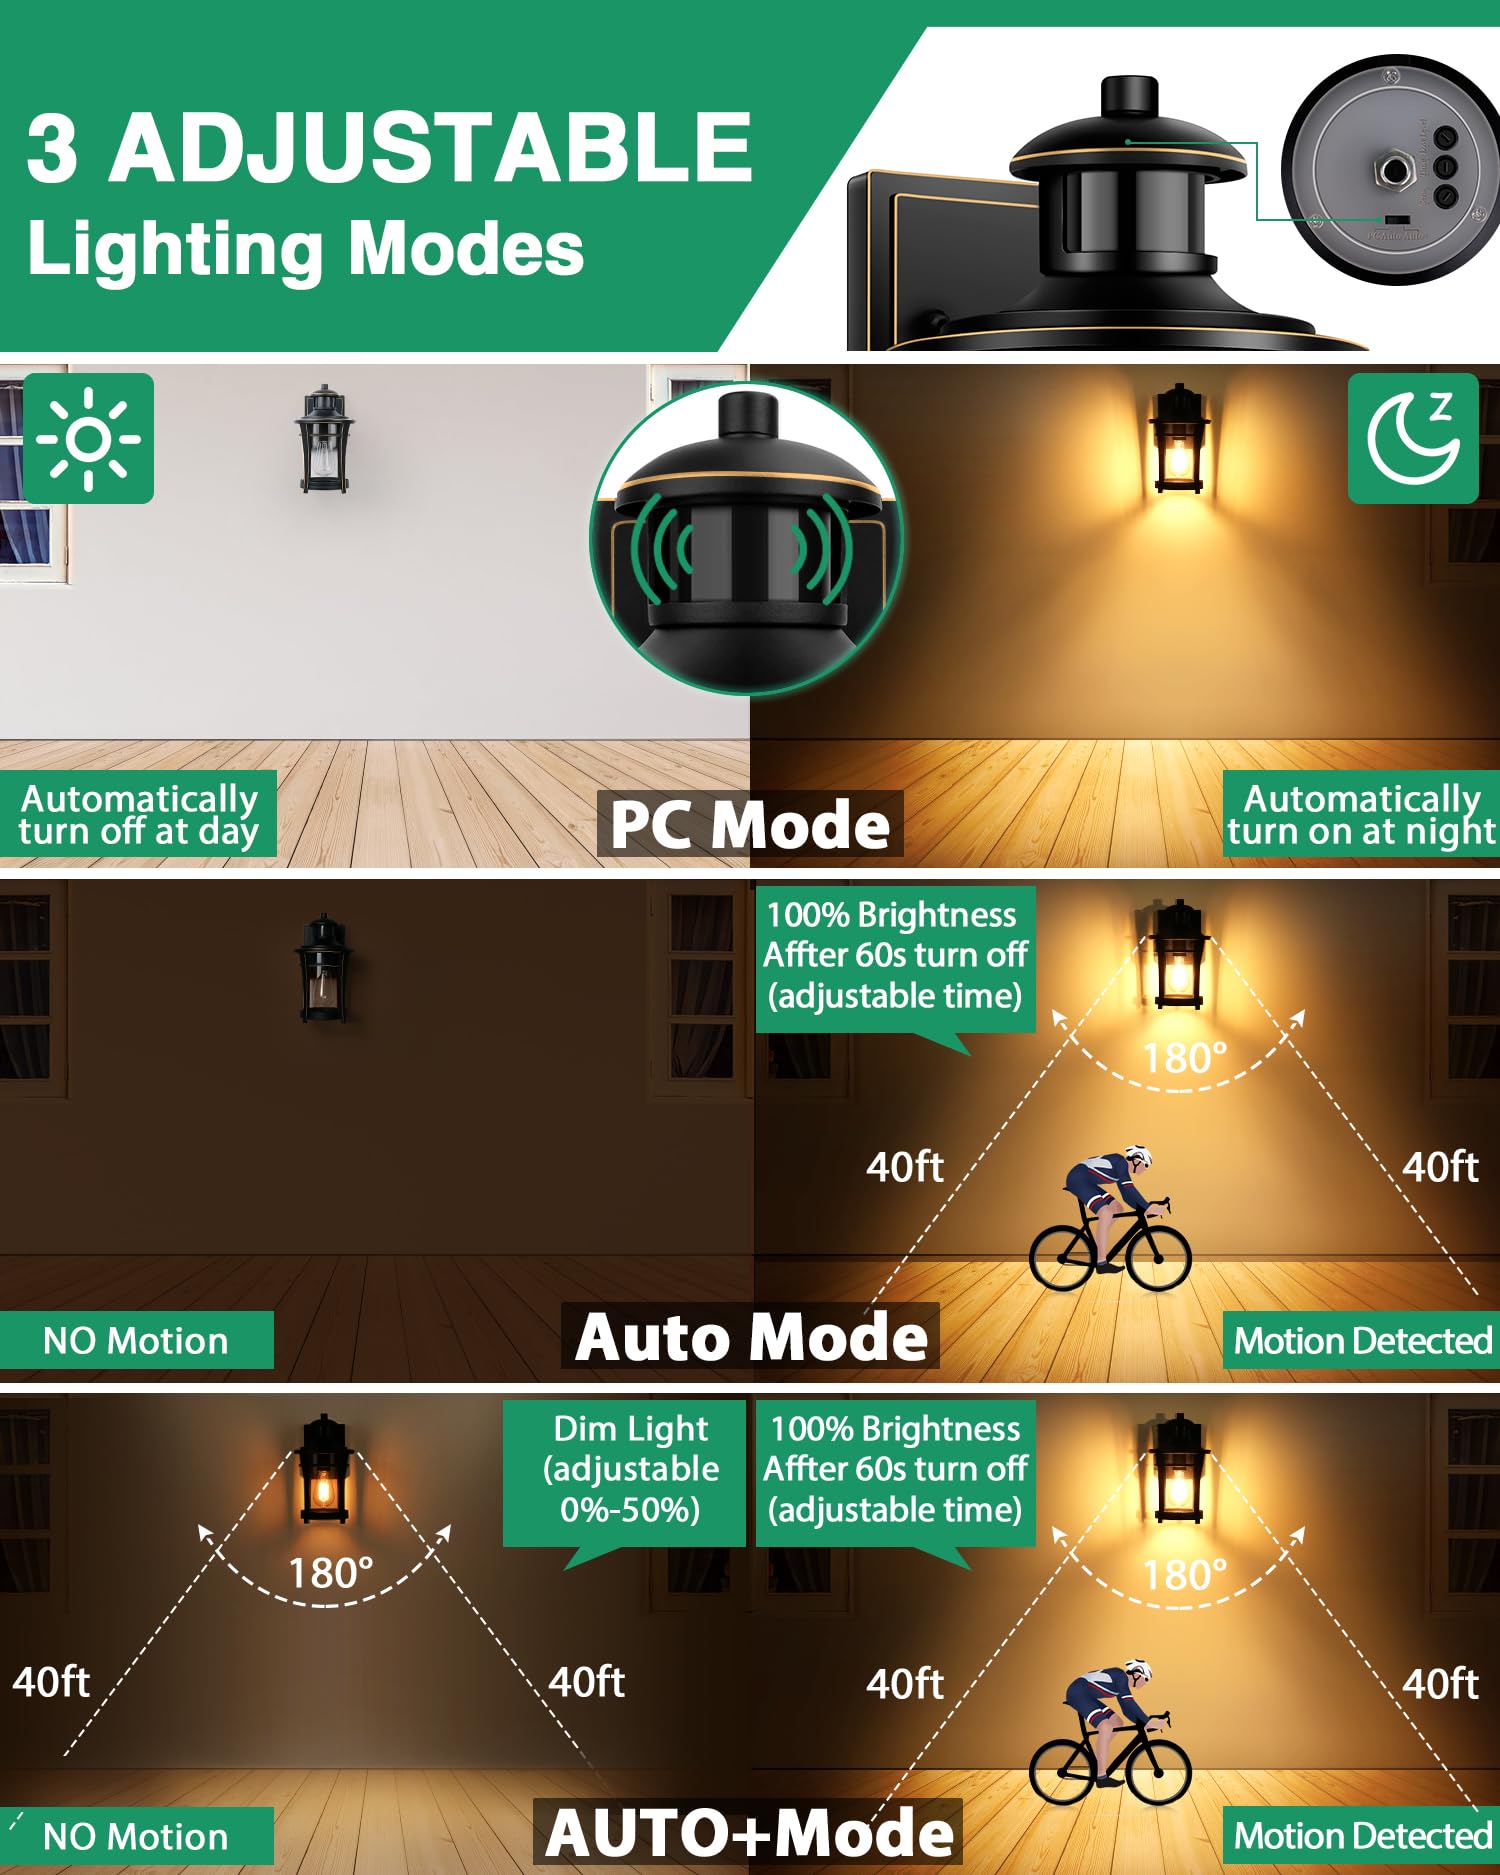 3 ADJUSTABLE
Lighting Modes
PC Auto Auto+
Automatically
turn off at day
PC Mode
Automatically
turn on at night
100% Brightness
Affter 60s turn off
(adjustable time)
180°
40ft
40ft
NO Motion
Auto Mode
Motion Detected
Dim Light
(adjustable
0%-50%)
100% Brightness
Affter 60s turn off
(adjustable time)
180°
180°
40ft
40ft
40ft
40ft
NO Motion
AUTO+Mode
Motion Detected